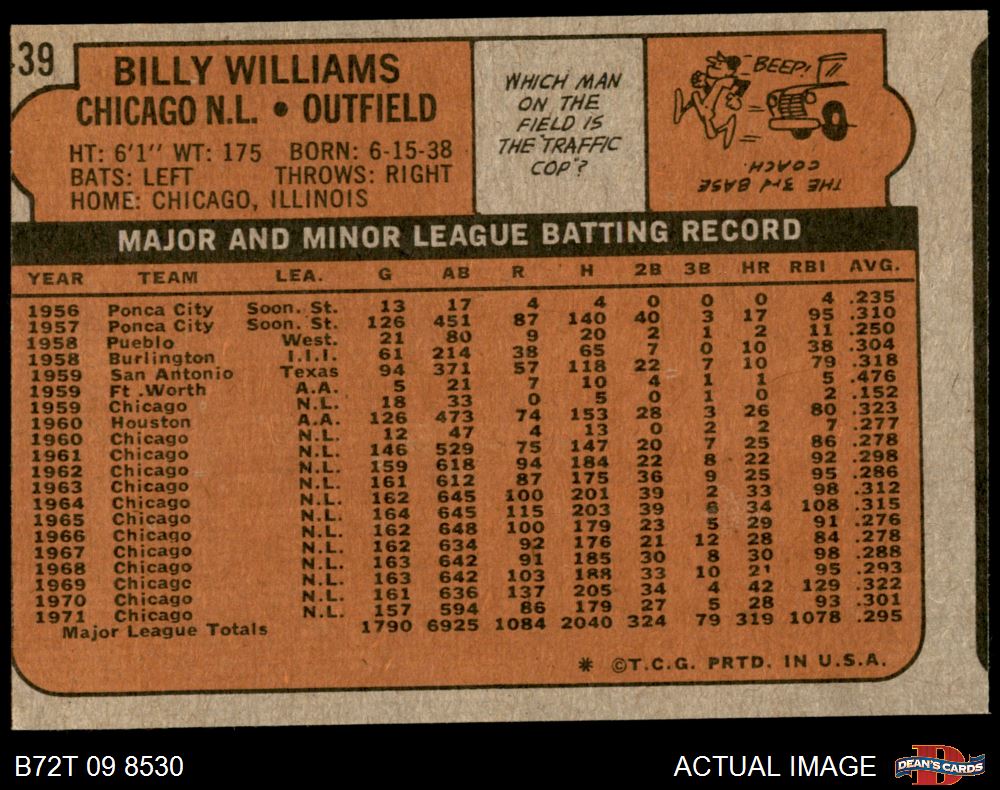 39
BILLY WILLIAMS
CHICAGO N.L. • OUTFIELD
HT: 6'1" WT: 175 BORN: 6-15-38
BATS: LEFT THROWS: RIGHT
HOME: CHICAGO, ILLINOIS
WHICH MAN
ON THE
FIELD IS
THE "TRAFFIC
COP"?
BEEP!
THE 3rd BASE
COACH.
MAJOR AND MINOR LEAGUE BATTING RECORD
YEAR TEAM LEA. G AB R H 2B 3B HR RBI AVG.
1956 Ponca City Soon. St. 13 17 4 4 0 0 0 4 .235
1957 Ponca City Soon. St. 126 451 87 140 40 3 17 95 .310
1958 Pueblo West. 21 80 9 20 2 1 2 11 .250
1958 Burlington I.I.I. 61 214 38 65 7 0 10 38 .304
1959 San Antonio Texas 94 371 57 118 22 7 10 79 .318
1959 Ft. Worth A.A. 5 21 7 10 4 1 1 5 .476
1959 Chicago N.L. 18 33 0 5 0 1 0 2 .152
1960 Houston A.A. 126 473 74 153 28 3 26 80 .323
1960 Chicago N.L. 12 47 4 13 0 2 2 7 .277
1961 Chicago N.L. 146 529 75 147 20 7 25 86 .278
1962 Chicago N.L. 159 618 94 184 22 8 22 92 .298
1963 Chicago N.L. 161 612 87 175 36 9 25 95 .286
1964 Chicago N.L. 162 645 100 201 39 2 33 98 .312
1965 Chicago N.L. 164 645 115 203 39 6 34 108 .315
1966 Chicago N.L. 162 648 100 179 23 5 29 91 .276
1967 Chicago N.L. 162 634 92 176 21 12 28 84 .278
1968 Chicago N.L. 163 642 91 185 30 8 30 98 .288
1969 Chicago N.L. 163 642 103 188 33 10 21 95 .293
1970 Chicago N.L. 161 636 137 205 34 4 42 129 .322
1971 Chicago N.L. 157 594 86 179 27 5 28 93 .301
Major League Totals 1790 6925 1084 2040 324 79 319 1078 .295
* ©T.C.G. PRTD. IN U.S.A.
B72T 09 8530
ACTUAL IMAGE
D
DEAN'S CARDS